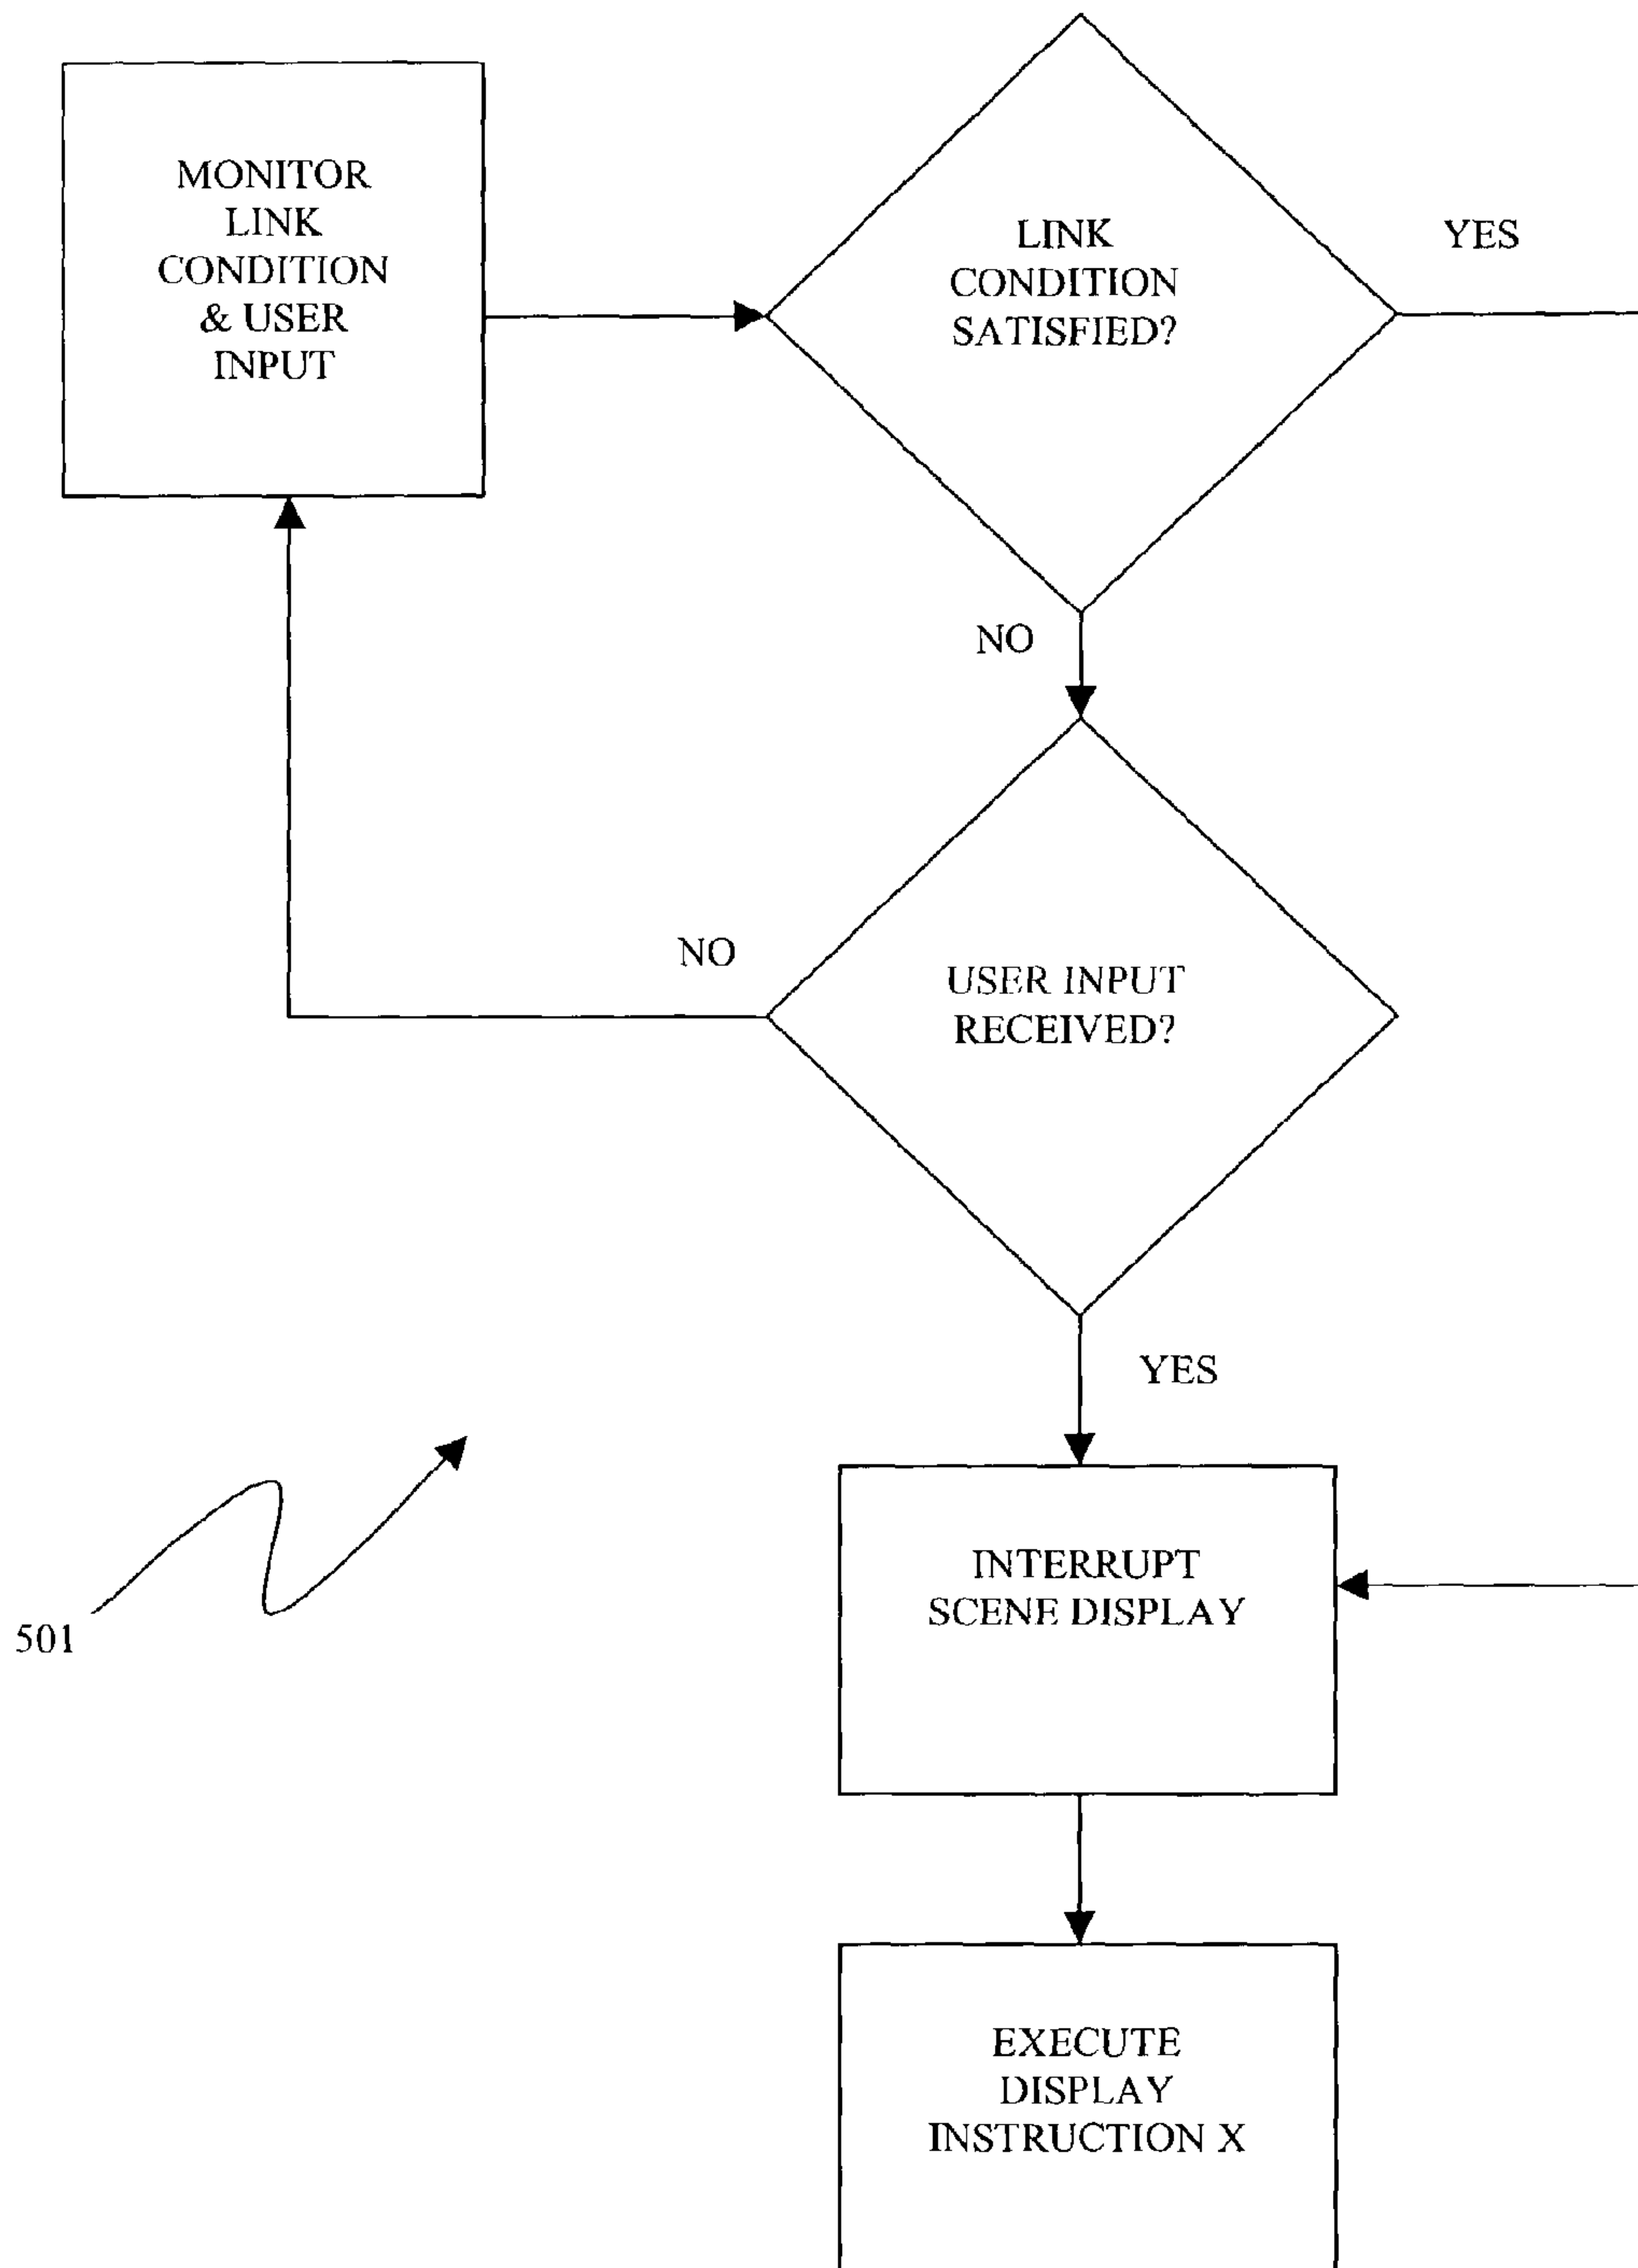 MONITOR
LINK
CONDITION
& USER
INPUT
LINK
CONDITION
SATISFIED?
YES
NO
NO
USER INPUT
RECEIVED?
YES
INTERRUPT
SCENE DISPLAY
501
EXECUTE
DISPLAY
INSTRUCTION X